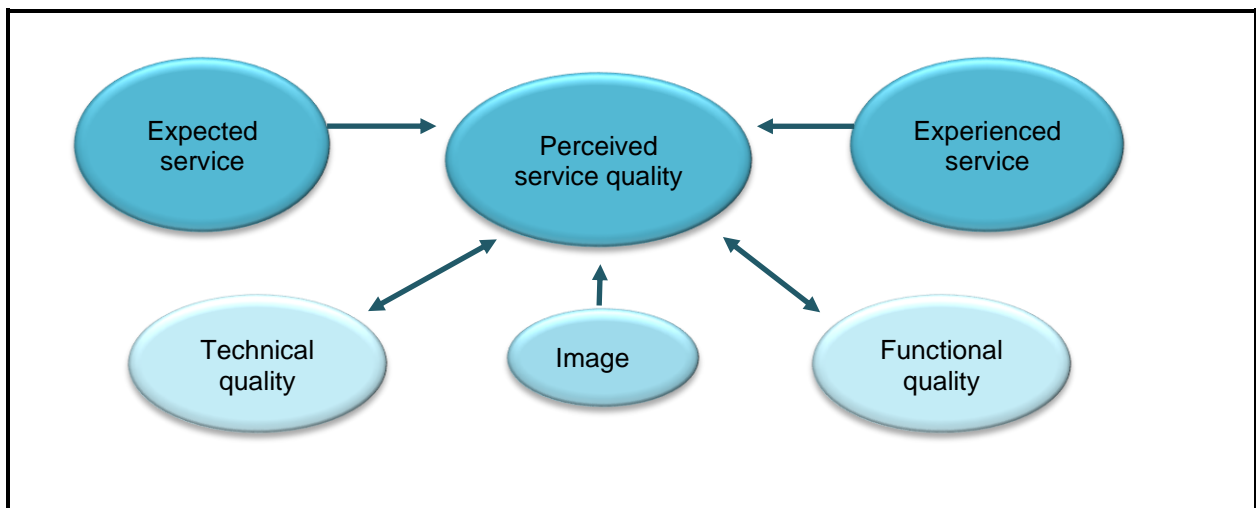 Expected
service
Perceived
service quality
Experienced
service
Technical
quality
Image
Functional
quality